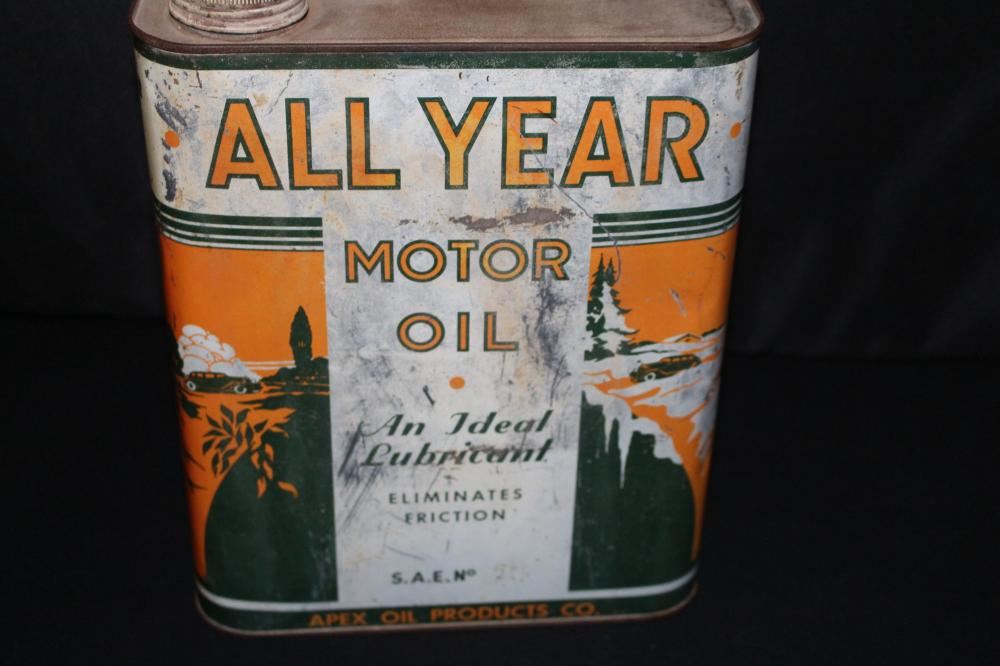 ALL YEAR
MOTOR
OIL
An Ideal
Lubricant
ELIMINATES
FRICTION
S.A.E. Nº
APEX OIL PRODUCTS CO.